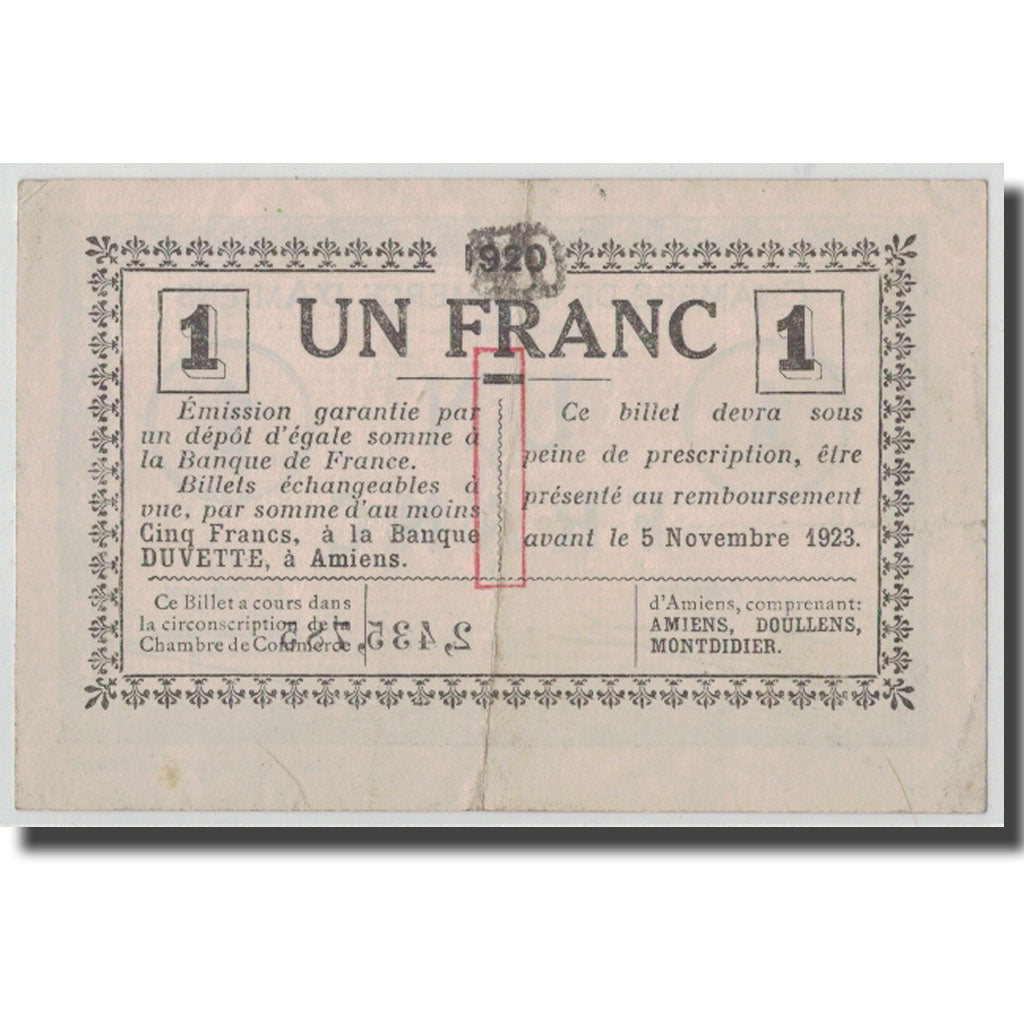 1920
1 UN FRANC 1
Émission garantie par
un dépôt d'égale somme à
la Banque de France.
Billets échangeables à
vue, par somme d'au moins
Cinq Francs, à la Banque
DUVETTE, à Amiens.
Ce billet devra sous
peine de prescription, être
présenté au remboursement
avant le 5 Novembre 1923.
Ce Billet a cours dans
la circonscription de la
Chambre de Commerce
2,435,785
d'Amiens, comprenant:
AMIENS, DOULLENS,
MONTDIDIER.